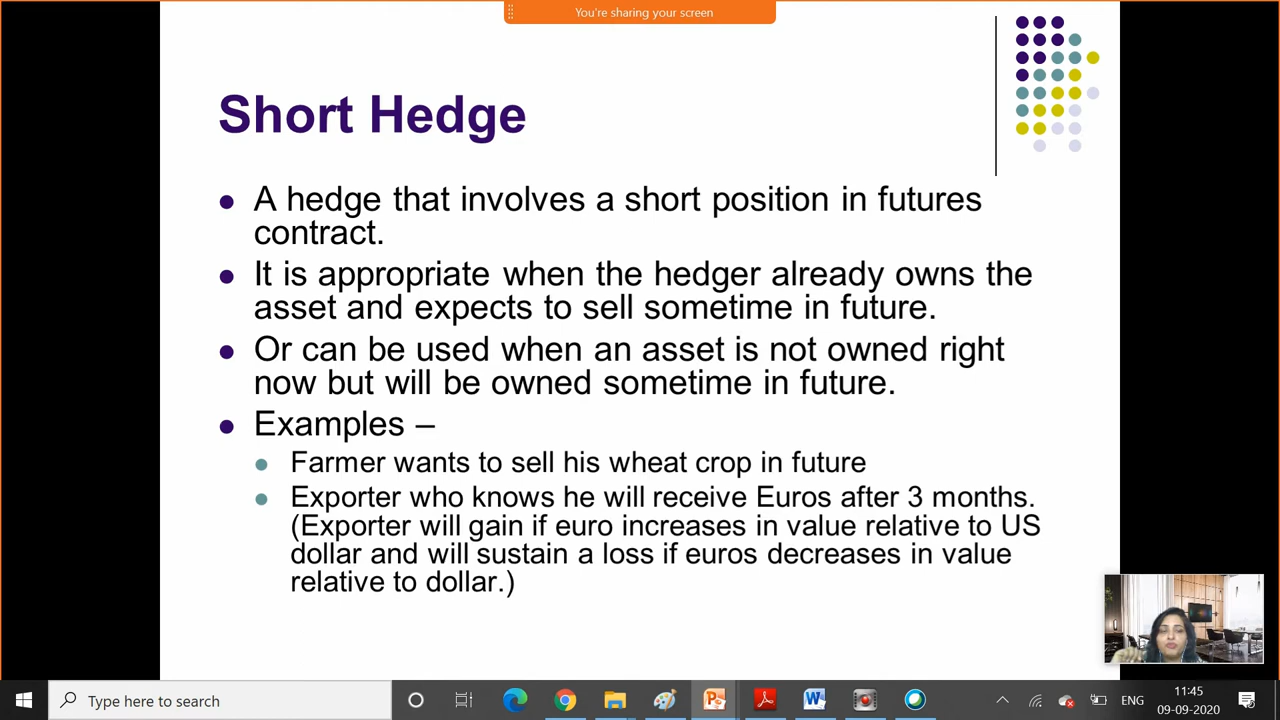 You're sharing your screen
Short Hedge
A hedge that involves a short position in futures
contract.
It is appropriate when the hedger already owns the
asset and expects to sell sometime in future.
Or can be used when an asset is not owned right
now but will be owned sometime in future.
Examples –
Farmer wants to sell his wheat crop in future
Exporter who knows he will receive Euros after 3 months.
(Exporter will gain if euro increases in value relative to US
dollar and will sustain a loss if euros decreases in value
relative to dollar.)
Type here to search
ENG
11:45
09-09-2020